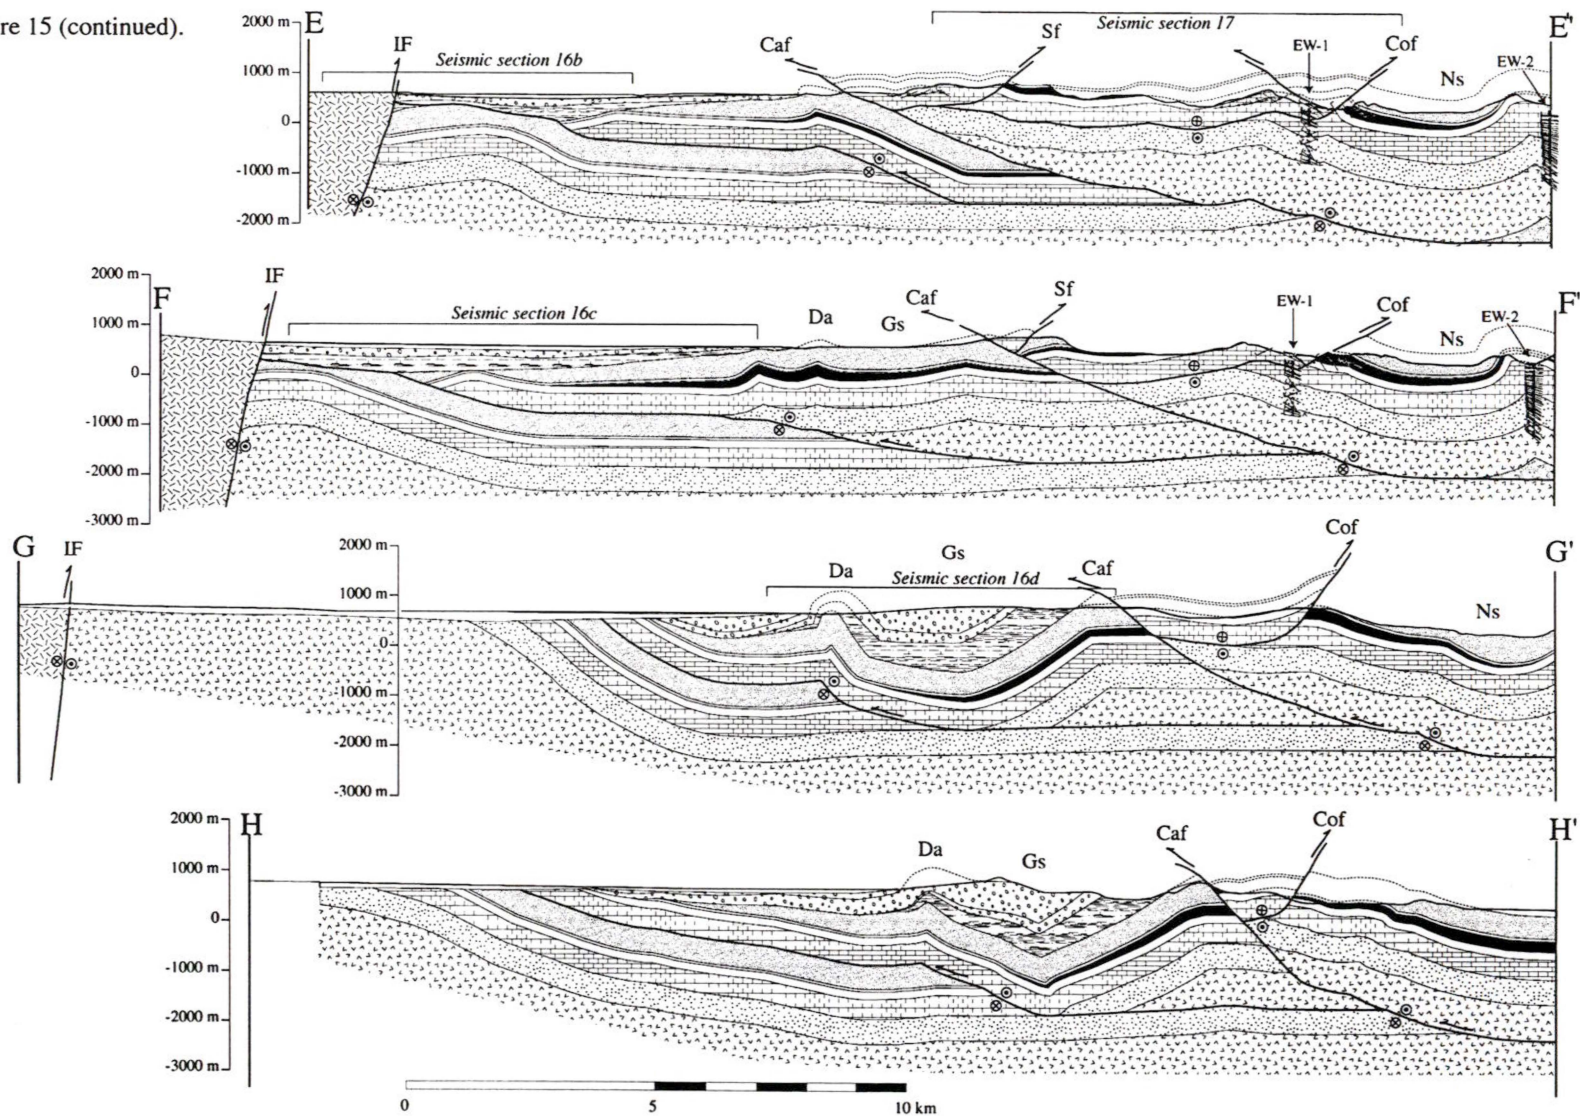 re 15 (continued).
2000 m
E
IF
Seismic section 16b
Caf
Seismic section 17
Sf
EW-1
Cof
EW-2
E'
Ns
1000 m
0
-1000 m
-2000 m
2000 m
F
IF
Seismic section 16c
Da
Gs
Caf
Sf
EW-1
Cof
EW-2
F'
Ns
1000 m
0
-1000 m
-2000 m
-3000 m
G
IF
2000 m
Da
Gs
Seismic section 16d
Caf
Cof
G'
Ns
1000 m
0
-1000 m
-2000 m
-3000 m
2000 m
H
Da
Gs
Caf
Cof
H'
1000 m
0
-1000 m
-2000 m
-3000 m
0
5
10 km